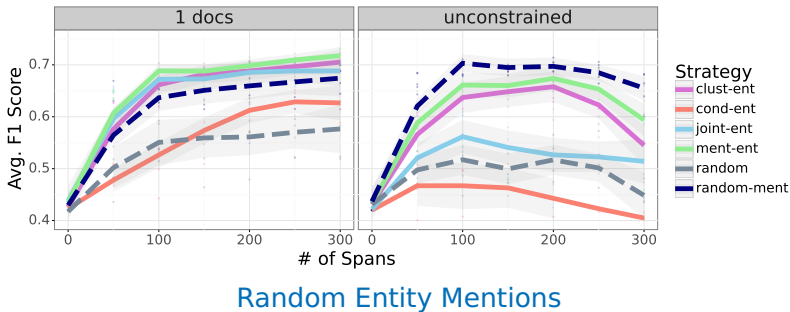 1 docs
unconstrained
Avg. F1 Score
0.7
0.6
0.5
0.4
0 100 200 300
0 100 200 300
# of Spans
Strategy
clust-ent
cond-ent
joint-ent
ment-ent
random
random-ment
Random Entity Mentions